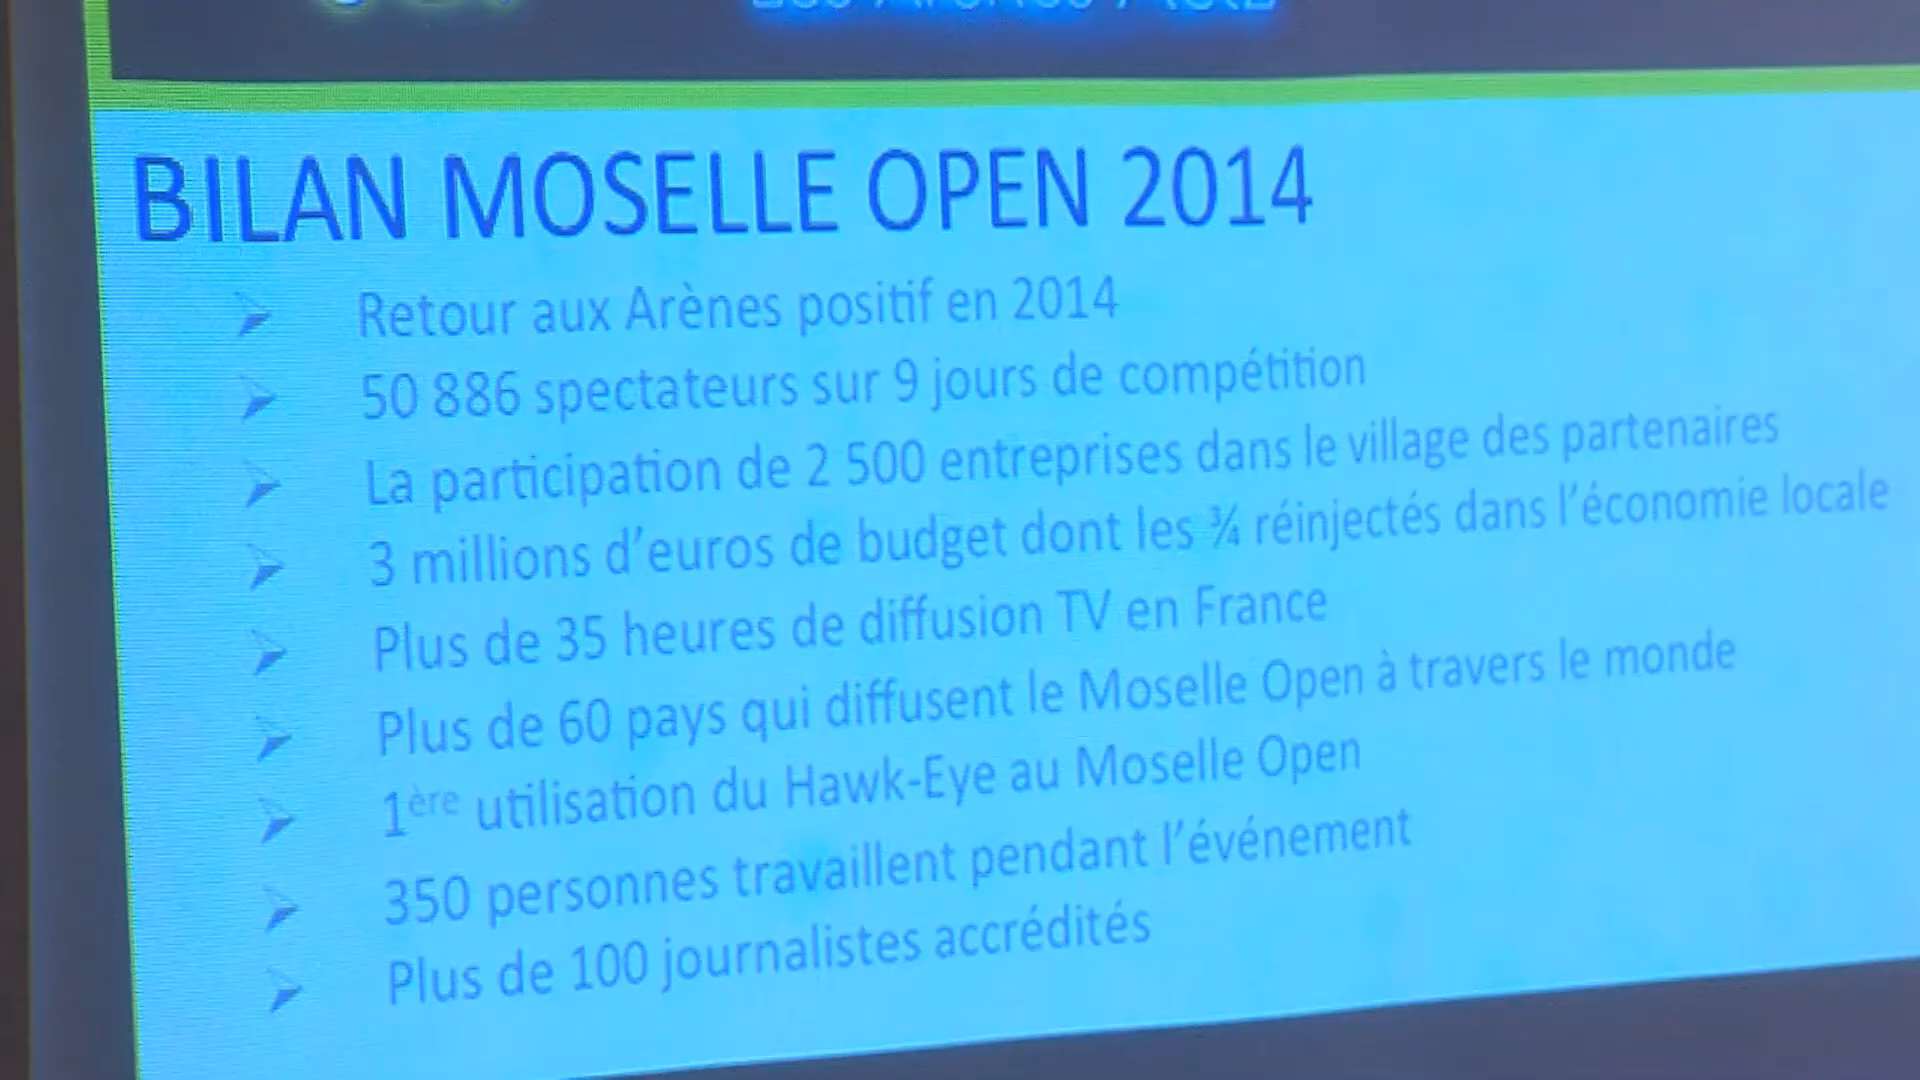 BILAN MOSELLE OPEN 2014
➢ Retour aux Arènes positif en 2014
➢ 50 886 spectateurs sur 9 jours de compétition
➢ La participation de 2 500 entreprises dans le village des partenaires
➢ 3 millions d’euros de budget dont les ¾ réinjectés dans l’économie locale
➢ Plus de 35 heures de diffusion TV en France
➢ Plus de 60 pays qui diffusent le Moselle Open à travers le monde
➢ 1ère utilisation du Hawk-Eye au Moselle Open
➢ 350 personnes travaillent pendant l’événement
➢ Plus de 100 journalistes accrédités